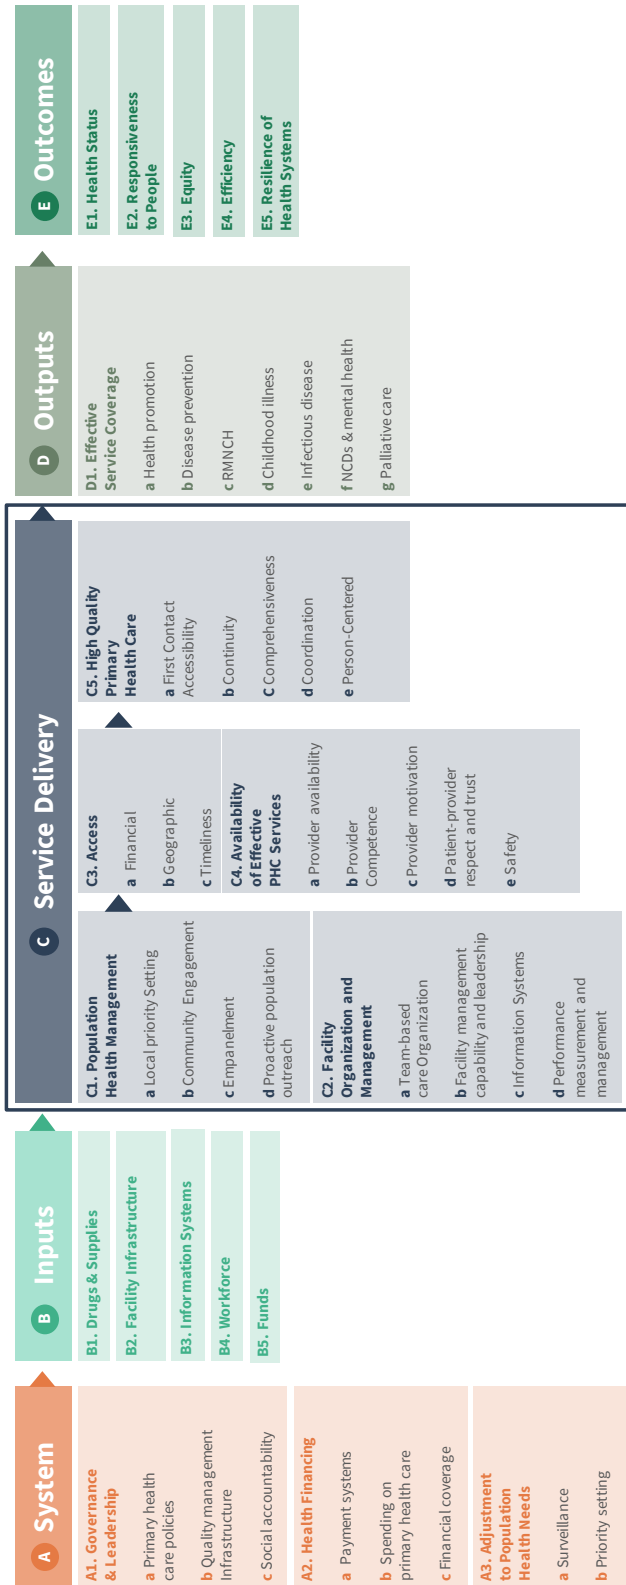 A System
A1. Governance
& Leadership
a Primary health
care policies
b Quality management
Infrastructure
c Social accountability
A2. Health Financing
a Payment systems
b Spending on
primary health care
c Financial coverage
A3. Adjustment
to Population
Health Needs
a Surveillance
b Priority setting
B Inputs
B1. Drugs & Supplies
B2. Facility Infrastructure
B3. Information Systems
B4. Workforce
B5. Funds
C Service Delivery
C1. Population
Health Management
a Local priority Setting
b Community Engagement
c Empanelment
d Proactive population
outreach
C2. Facility
Organization and
Management
a Team-based
care Organization
b Facility management
capability and leadership
c Information Systems
d Performance
measurement and
management
C3. Access
a Financial
b Geographic
c Timeliness
C4. Availability
of Effective
PHC Services
a Provider availability
b Provider
Competence
c Provider motivation
d Patient-provider
respect and trust
e Safety
C5. High Quality
Primary
Health Care
a First Contact
Accessibility
b Continuity
C Comprehensiveness
d Coordination
e Person-Centered
D Outputs
D1. Effective
Service Coverage
a Health promotion
b Disease prevention
c RMNCH
d Childhood illness
e Infectious disease
f NCDs & mental health
g Palliative care
E Outcomes
E1. Health Status
E2. Responsiveness
to People
E3. Equity
E4. Efficiency
E5. Resilience of
Health Systems